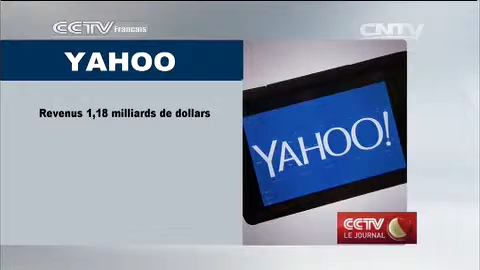 CCTV Français
CNTV
YAHOO
Revenus 1,18 milliards de dollars
YAHOO!
CCTV
LE JOURNAL